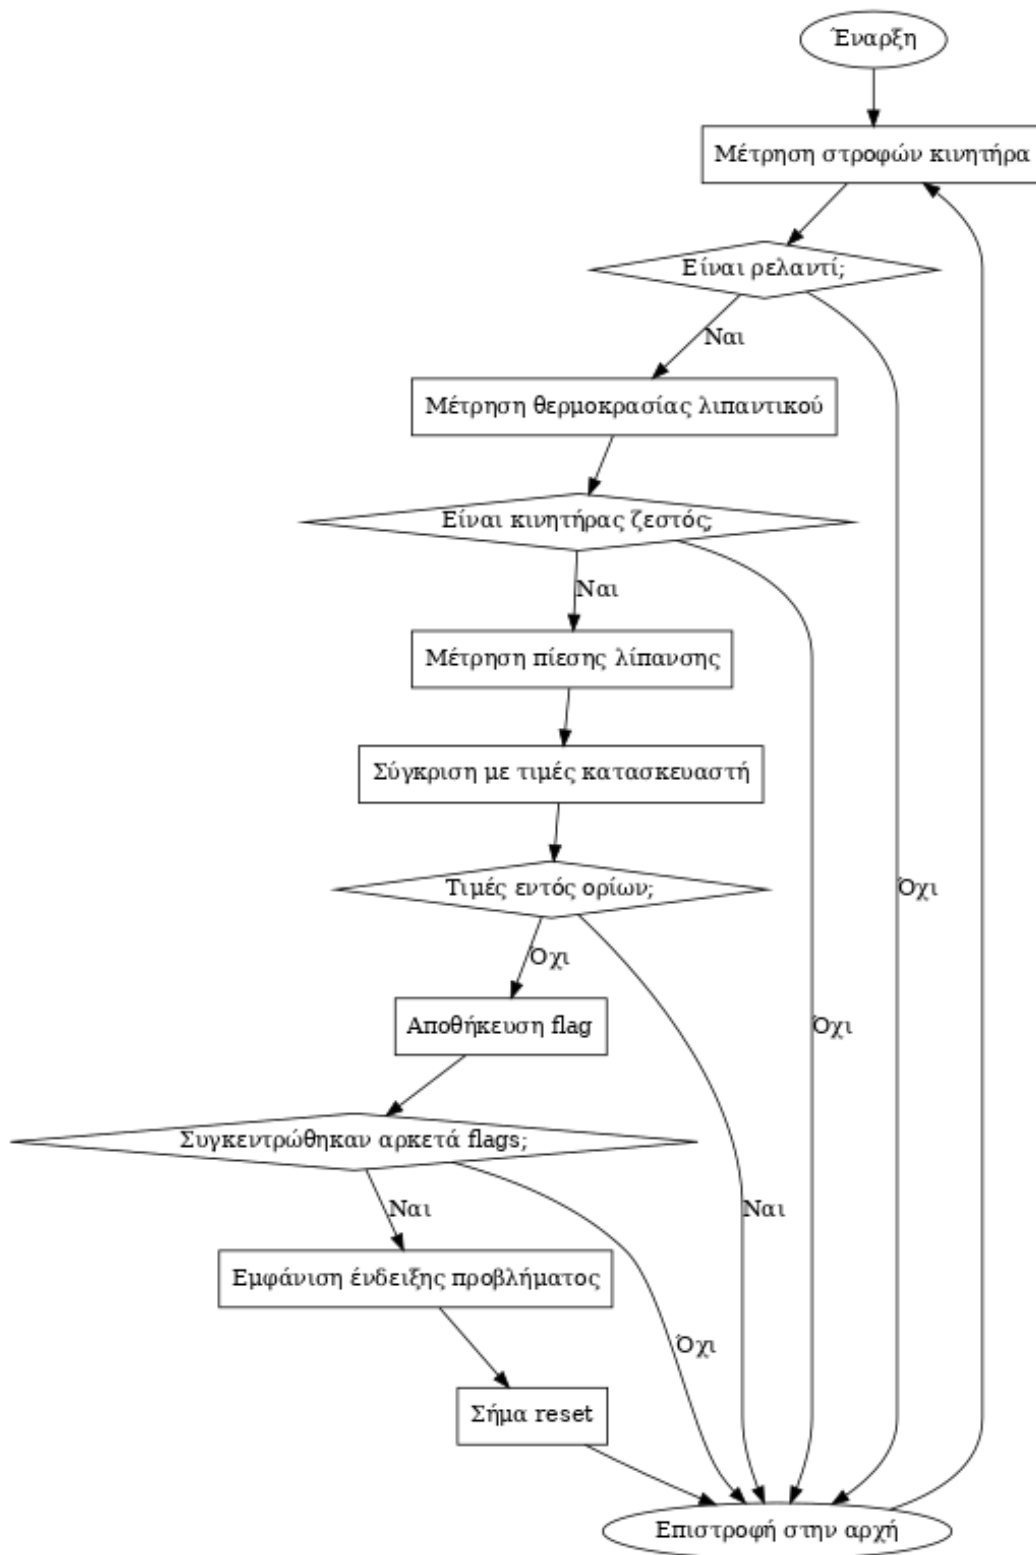 Έναρξη
Μέτρηση στροφών κινητήρα
Είναι ρελαντί;
Ναι
Μέτρηση θερμοκρασίας λιπαντικού
Είναι κινητήρας ζεστός;
Ναι
Μέτρηση πίεσης λίπανσης
Σύγκριση με τιμές κατασκευαστή
Τιμές εντός ορίων;
Όχι
Όχι
Αποθήκευση flag
Όχι
Συγκεντρώθηκαν αρκετά flags;
Ναι
Ναι
Εμφάνιση ένδειξης προβλήματος
Όχι
Σήμα reset
Επιστροφή στην αρχή